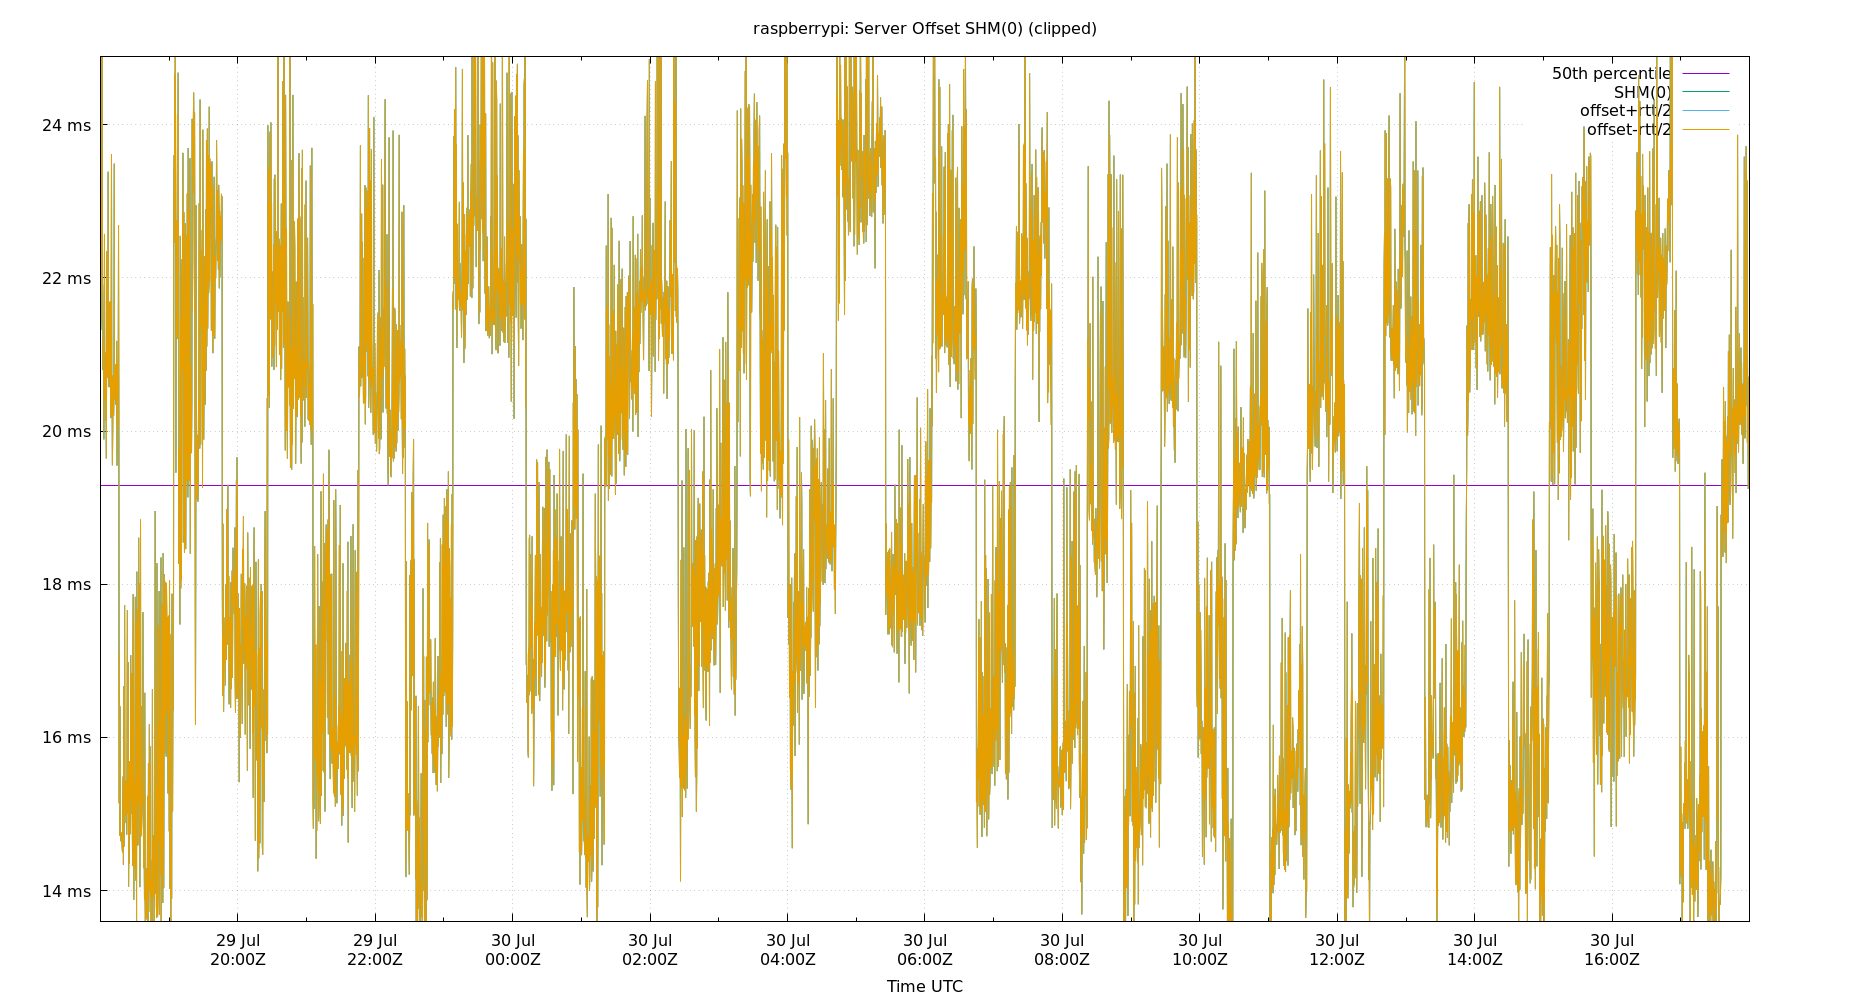 raspberrypi: Server Offset SHM(0) (clipped)
50th percentile
SHM(0)
offset+rtt/2
offset-rtt/2
24 ms
22 ms
20 ms
18 ms
16 ms
14 ms
29 Jul 29 Jul 30 Jul 30 Jul 30 Jul 30 Jul 30 Jul 30 Jul 30 Jul 30 Jul 30 Jul
20:00Z 22:00Z 00:00Z 02:00Z 04:00Z 06:00Z 08:00Z 10:00Z 12:00Z 14:00Z 16:00Z
Time UTC